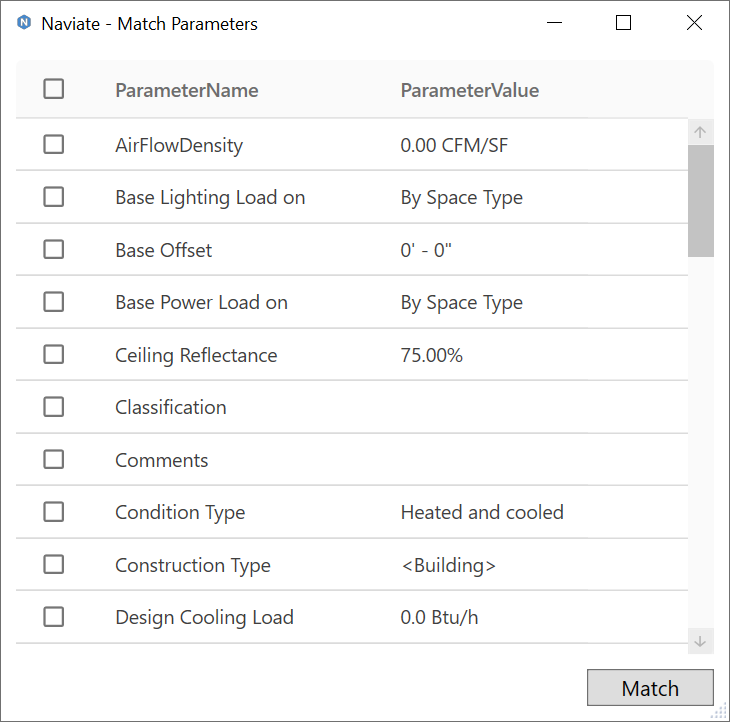 Naviate - Match Parameters
ParameterName ParameterValue
AirFlowDensity 0.00 CFM/SF
Base Lighting Load on By Space Type
Base Offset 0' - 0"
Base Power Load on By Space Type
Ceiling Reflectance 75.00%
Classification
Comments
Condition Type Heated and cooled
Construction Type <Building>
Design Cooling Load 0.0 Btu/h
Match